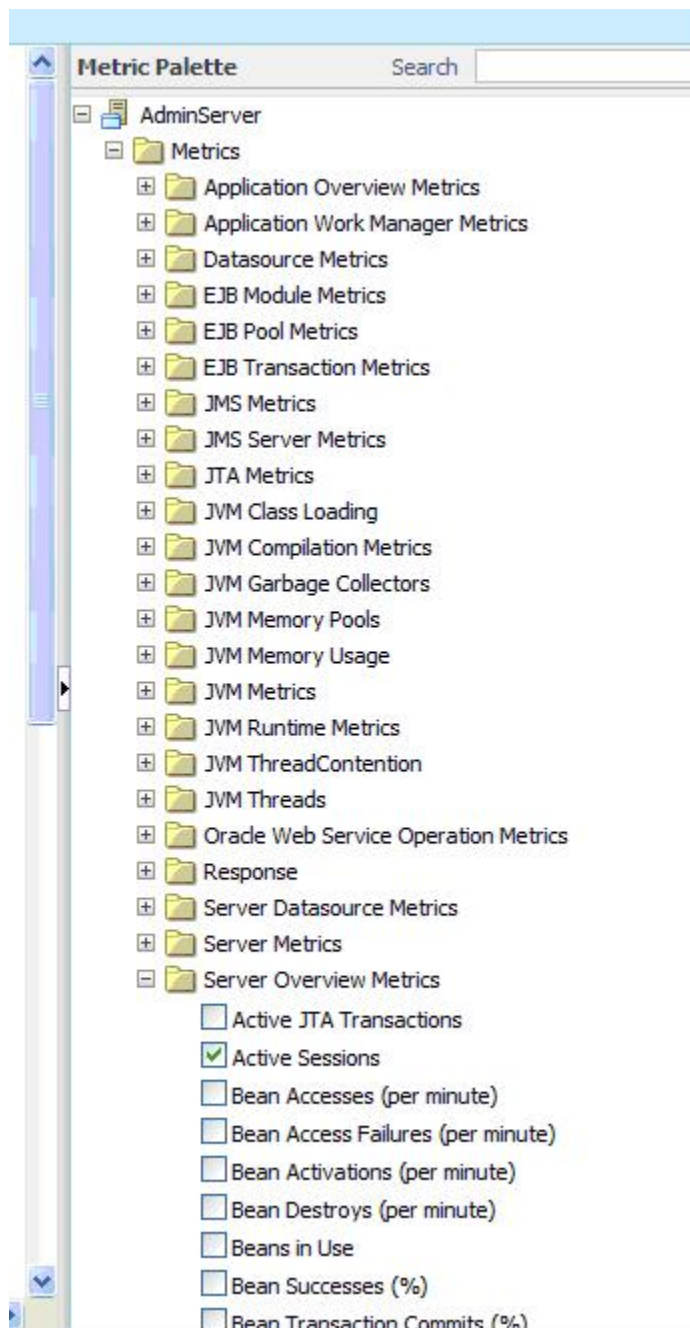 Metric Palette Search
AdminServer
Metrics
Application Overview Metrics
Application Work Manager Metrics
Datasource Metrics
EJB Module Metrics
EJB Pool Metrics
EJB Transaction Metrics
JMS Metrics
JMS Server Metrics
JTA Metrics
JVM Class Loading
JVM Compilation Metrics
JVM Garbage Collectors
JVM Memory Pools
JVM Memory Usage
JVM Metrics
JVM Runtime Metrics
JVM ThreadContention
JVM Threads
Oracle Web Service Operation Metrics
Response
Server Datasource Metrics
Server Metrics
Server Overview Metrics
Active JTA Transactions
Active Sessions
Bean Accesses (per minute)
Bean Access Failures (per minute)
Bean Activations (per minute)
Bean Destroys (per minute)
Beans in Use
Bean Successes (%)
Bean Transaction Commits (%)